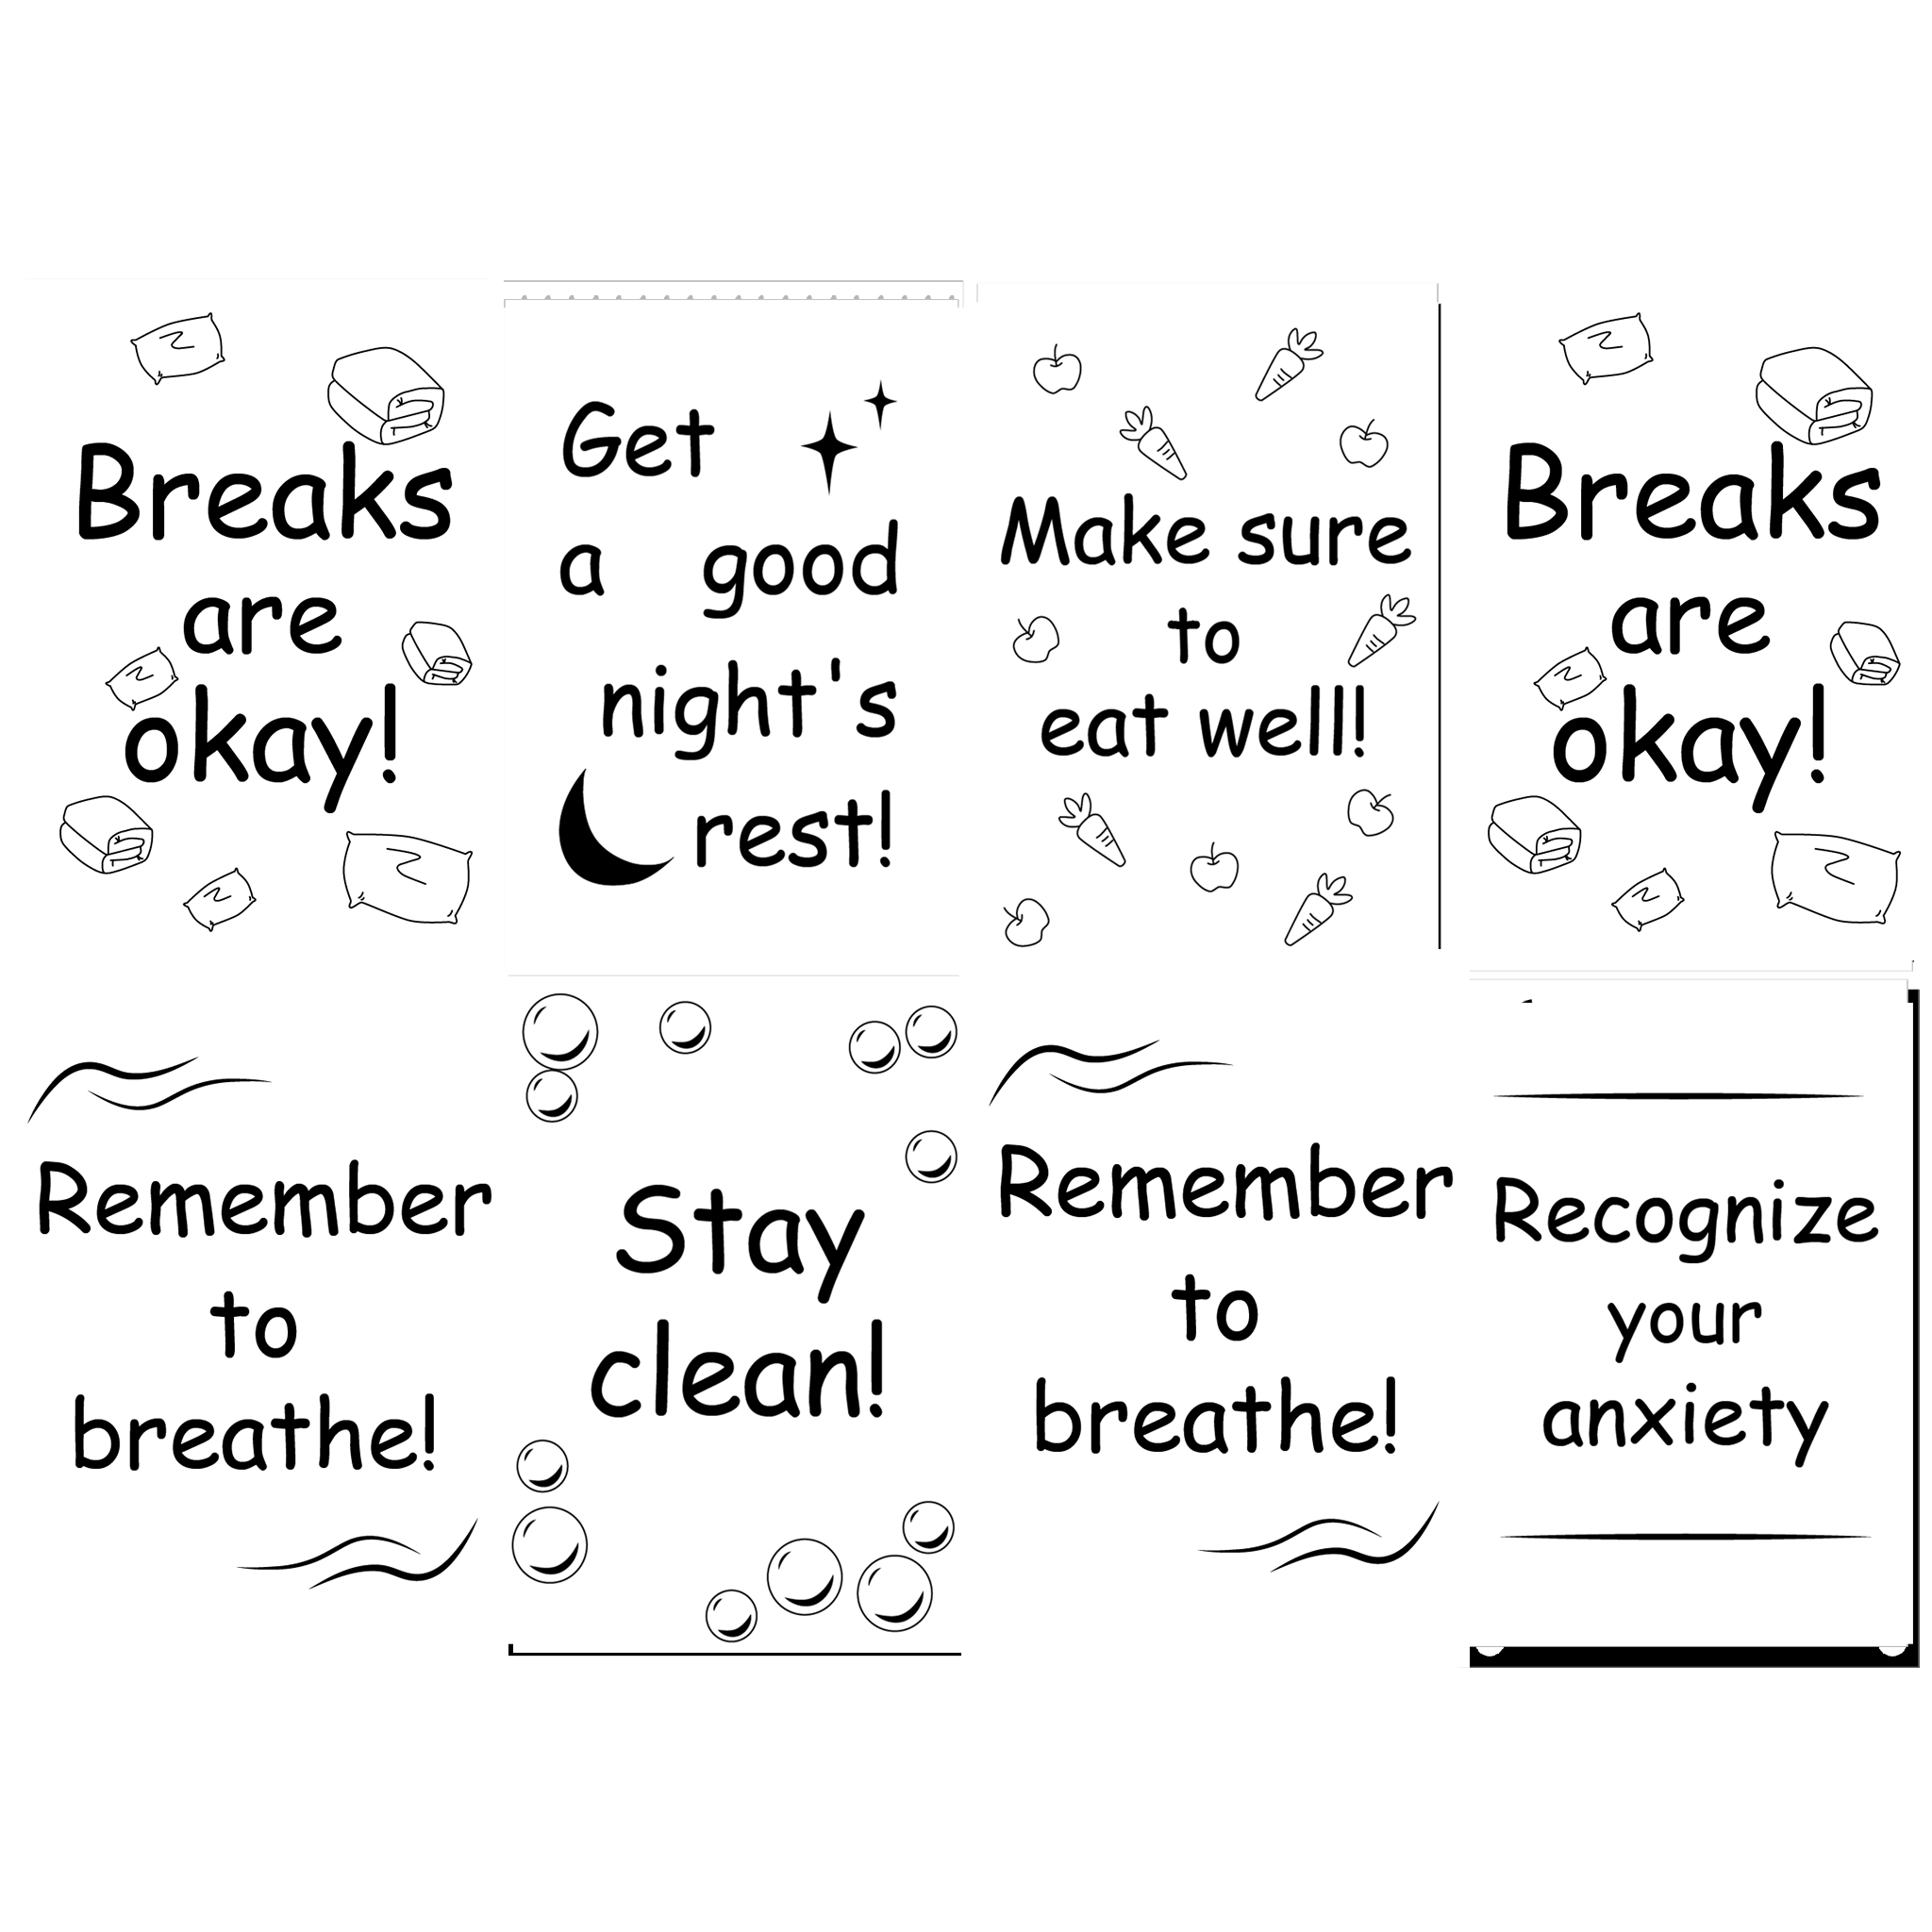 Breaks
are
okay!
Get
a good
night's
rest!
Make sure
to
eat well!
Breaks
are
okay!
Remember
to
breathe!
Stay
clean!
Remember
to
breathe!
Recognize
your
anxiety